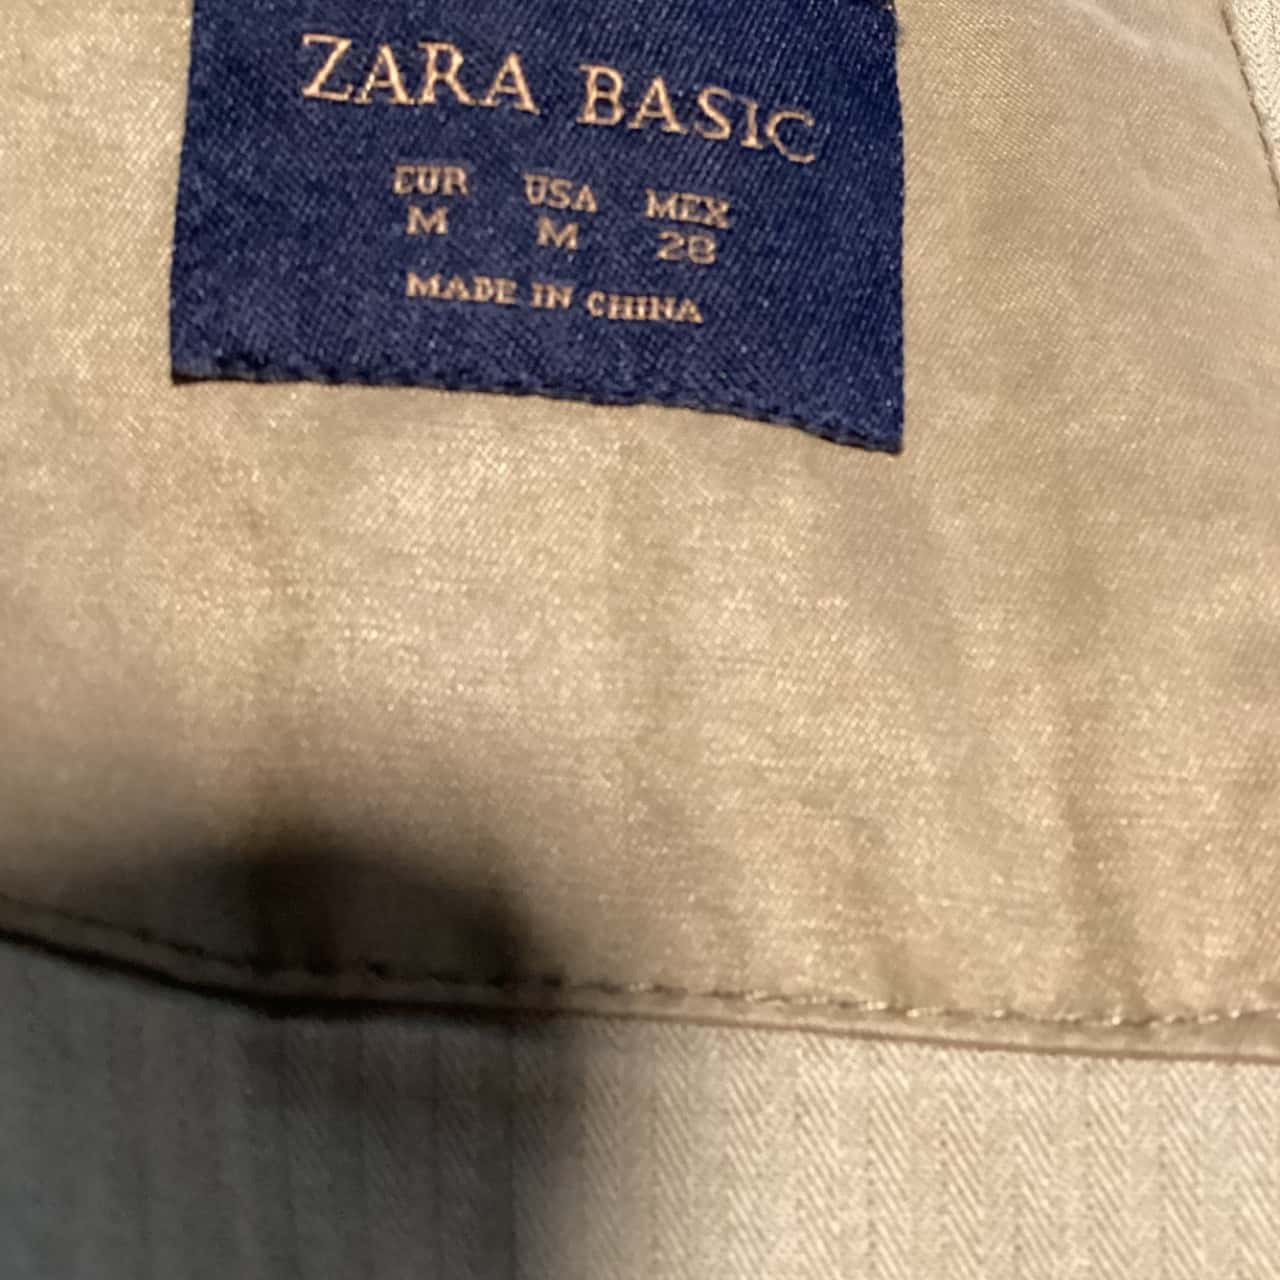 ZARA BASIC
EUR USA MEX
M M 28
MADE IN CHINA